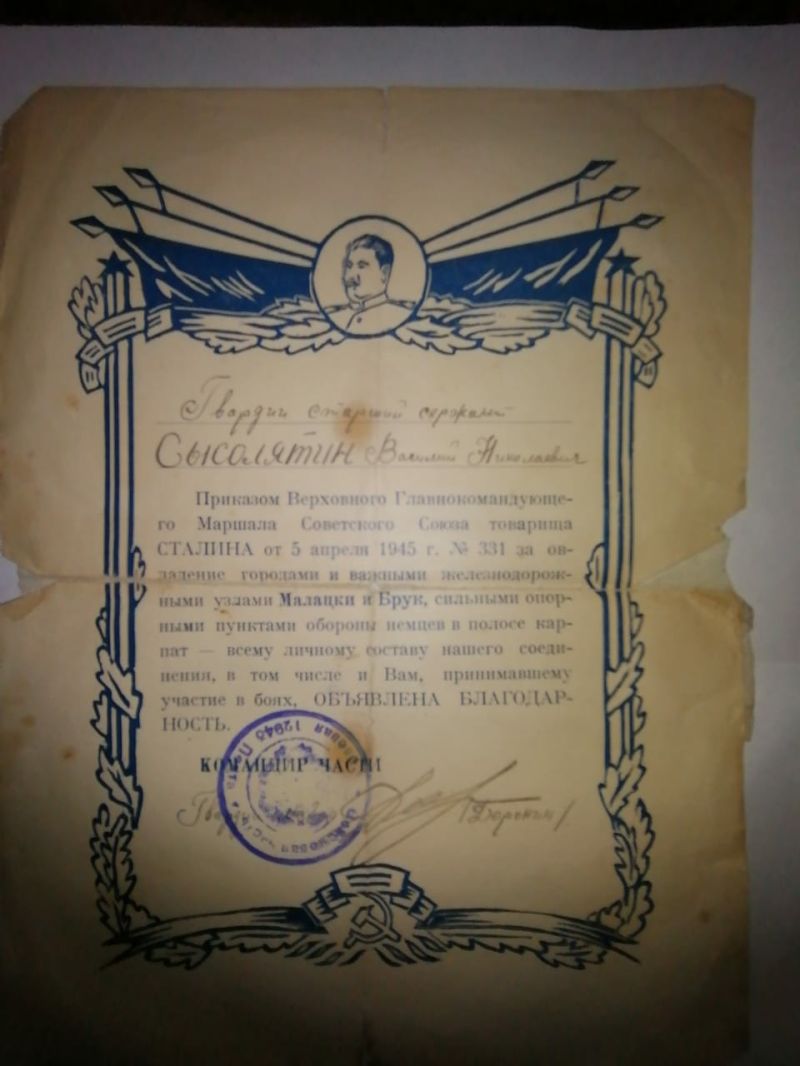 Гвардии старший сержант
Сысолятин Василий Николаевич
Приказом Верховного Главнокомандующе-
го Маршала Советского Союза товарища
СТАЛИНА от 5 апреля 1945 г. № 331 за ов-
ладение городами и важными железнодорож-
ными узлами Малацки и Брук, сильными опор-
ными пунктами обороны немцев в полосе кар-
пат — всему личному составу нашего соеди-
нения, в том числе и Вам, принимавшему
участие в боях, ОБЪЯВЛЕНА БЛАГОДАР-
НОСТЬ.
КОМАНДИР ЧАСТИ